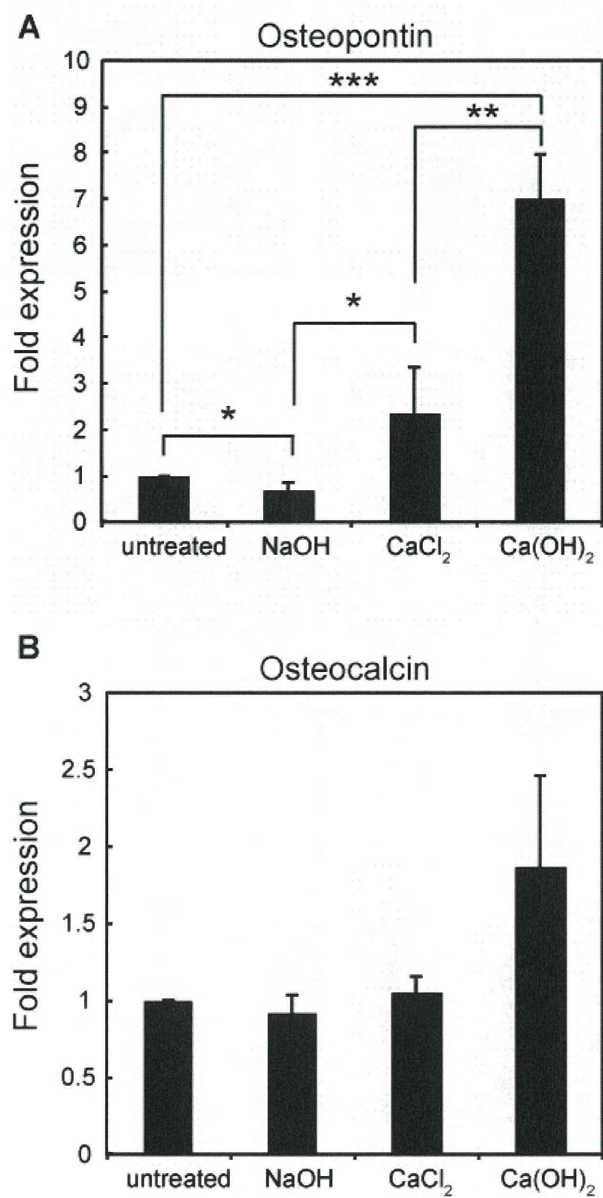 A
Osteopontin
Fold expression
10
9
8
7
6
5
4
3
2
1
0
***
**
*
*
untreated NaOH CaCl₂ Ca(OH)₂
B
Osteocalcin
Fold expression
3
2.5
2
1.5
1
0.5
0
untreated NaOH CaCl₂ Ca(OH)₂